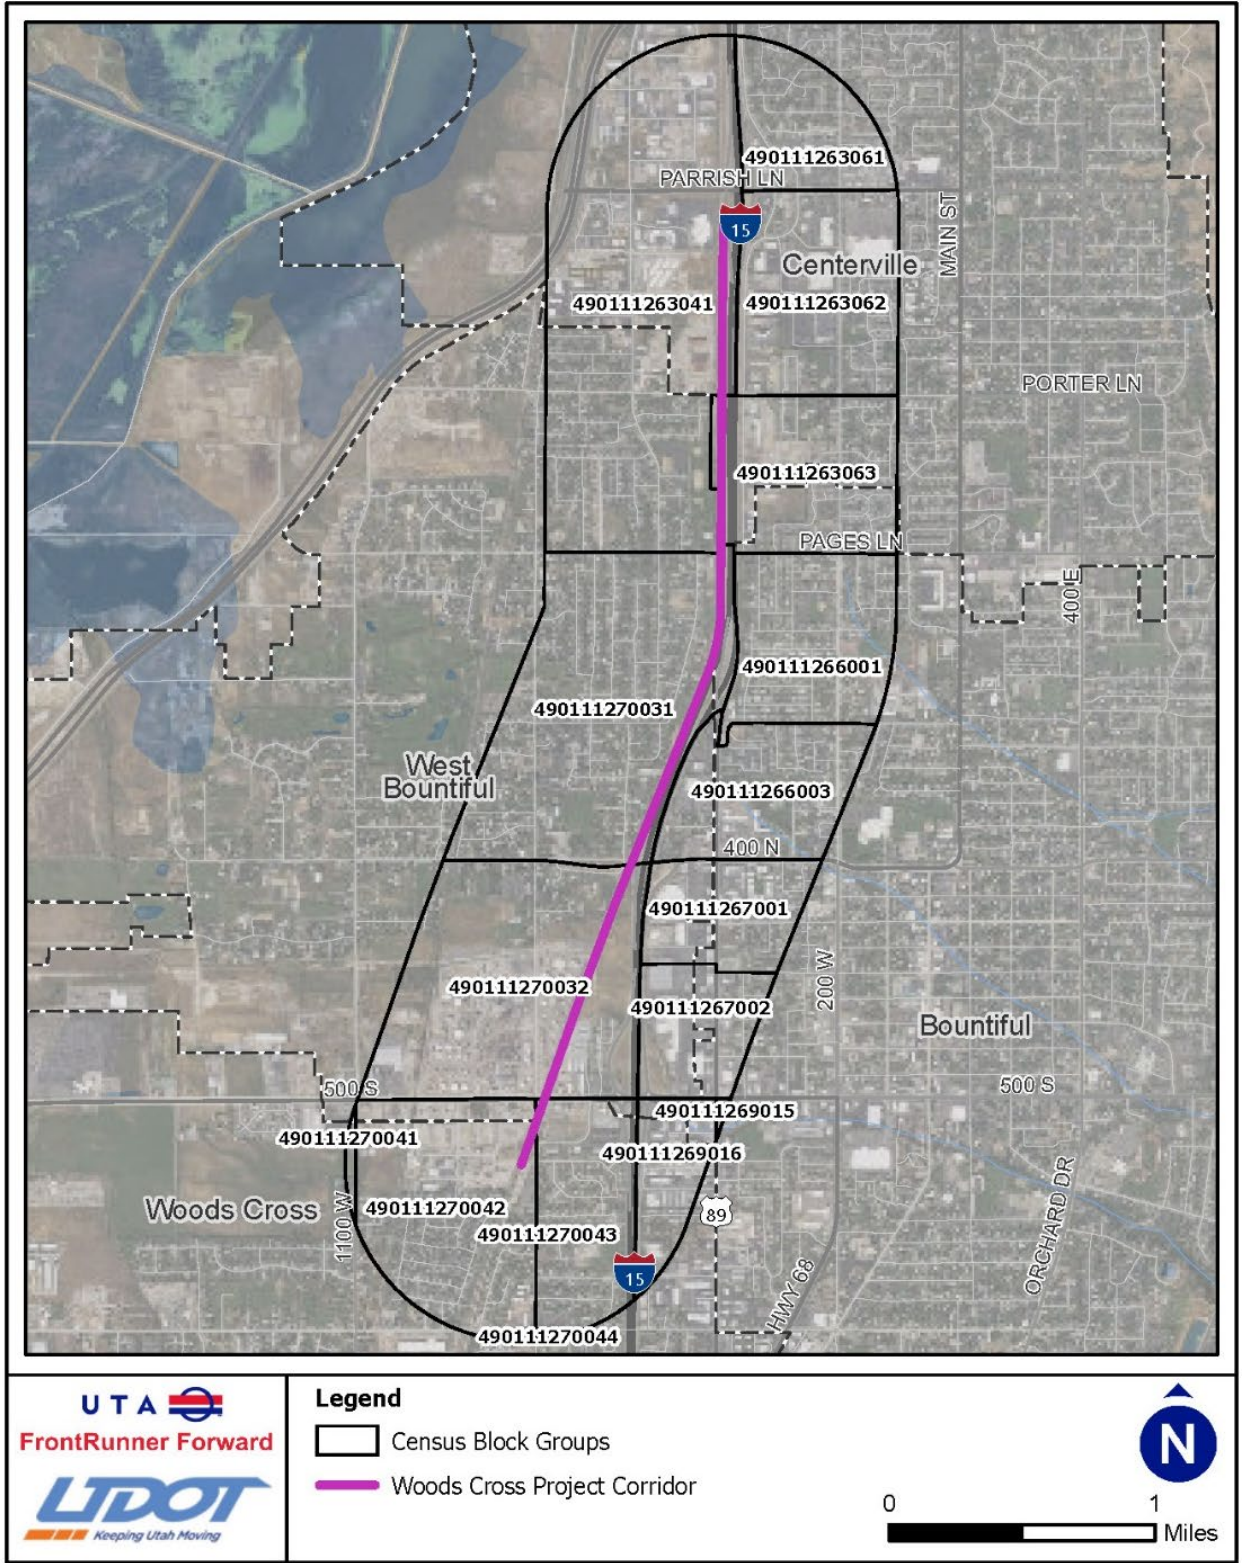 490111263061
PARRISH LN
15
MAIN ST
Centerville
490111263041
490111263062
PORTER LN
490111263063
PAGES LN
400 E
490111266001
490111270031
West
Bountiful
490111266003
400 N
490111267001
490111270032
200 W
490111267002
Bountiful
500 S
500 S
490111269015
490111270041
490111269016
Woods Cross
1100 W
490111270042
89
490111270043
ORCHARD DR
15
HWY 68
490111270044
UTA
FrontRunner Forward
UDOT
Keeping Utah Moving
Legend
Census Block Groups
Woods Cross Project Corridor
N
0 1
Miles